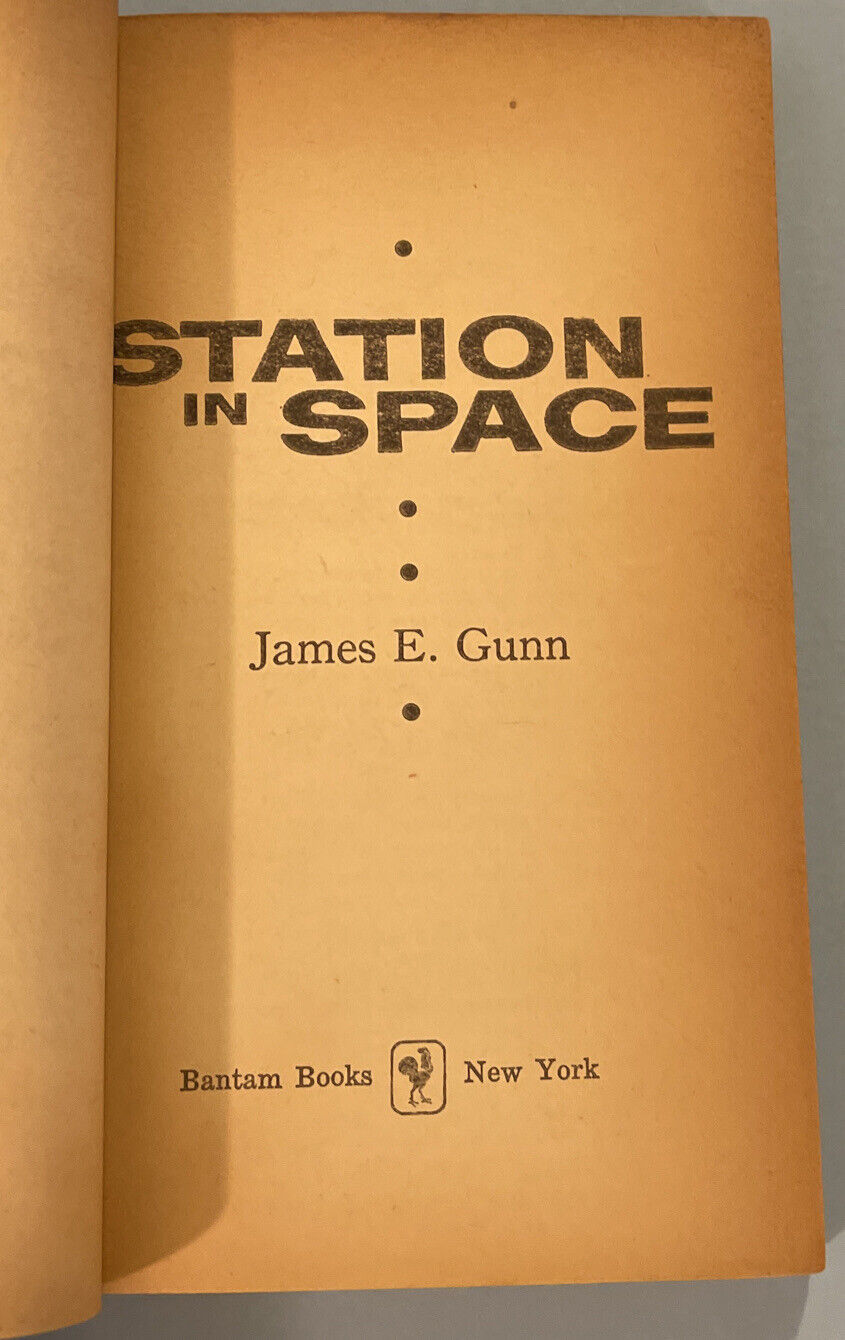 STATION
IN SPACE
James E. Gunn
Bantam Books New York